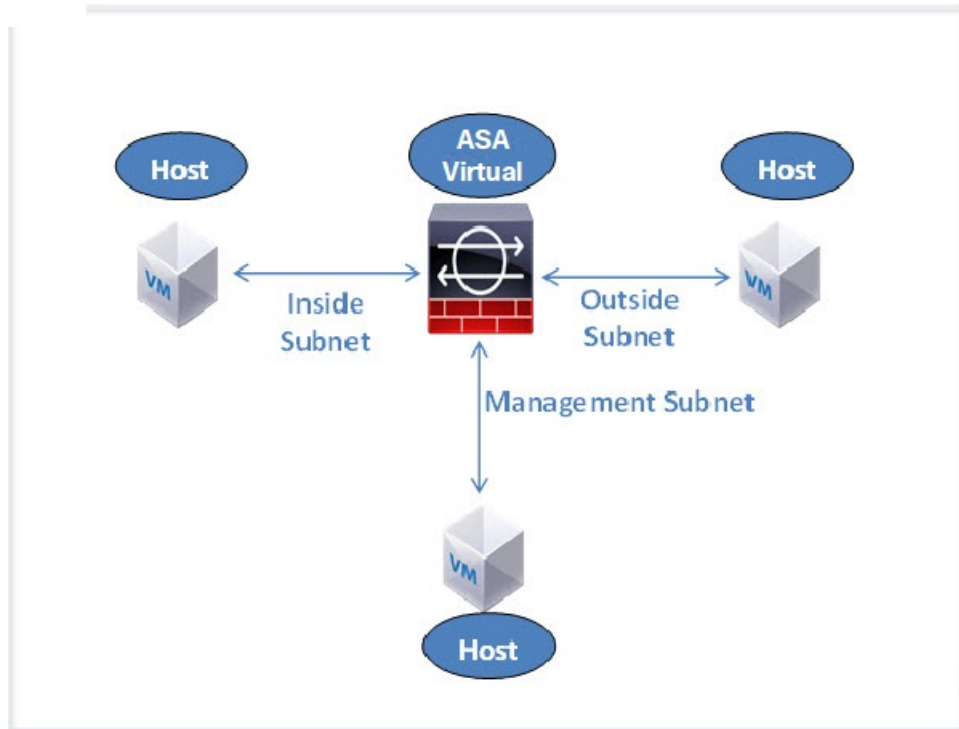 Host
ASA
Virtual
Host
VM
Inside
Subnet
Outside
Subnet
VM
Management Subnet
VM
Host